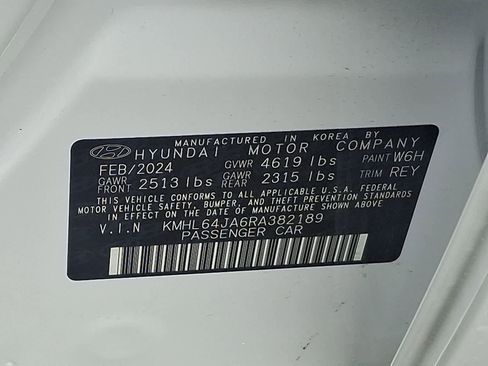 MANUFACTURED IN KOREA BY
HYUNDAI MOTOR COMPANY
FEB/2024 GVWR 4619 lbs PAINT W6H
GAWR FRONT 2513 lbs GAWR REAR 2315 lbs TRIM REY
THIS VEHICLE CONFORMS TO ALL APPLICABLE U.S.A. FEDERAL
MOTOR VEHICLE SAFETY, BUMPER, AND THEFT PREVENTION STANDARDS
IN EFFECT ON THE DATE OF MANUFACTURE SHOWN ABOVE.
V.I.N KMHL64JA6RA382189
PASSENGER CAR